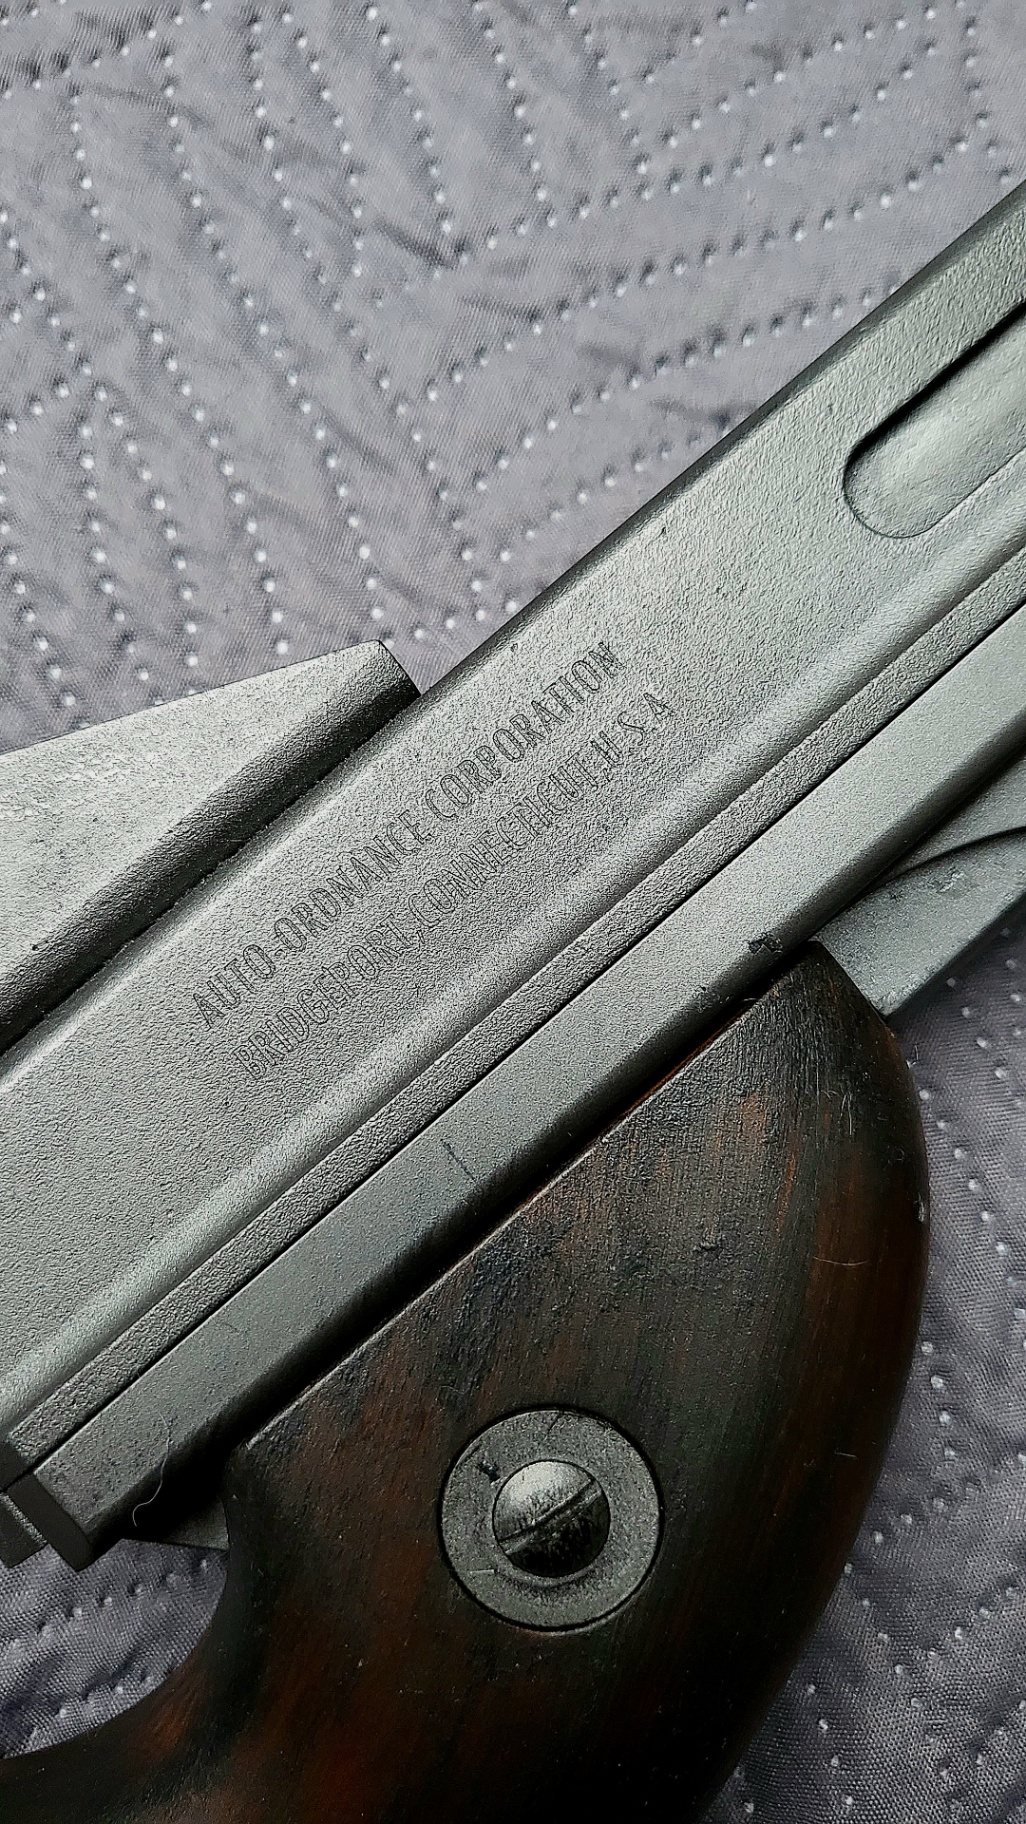 AUTO-ORDNANCE CORPORATION
BRIDGEPORT, CONNECTICUT, U.S.A